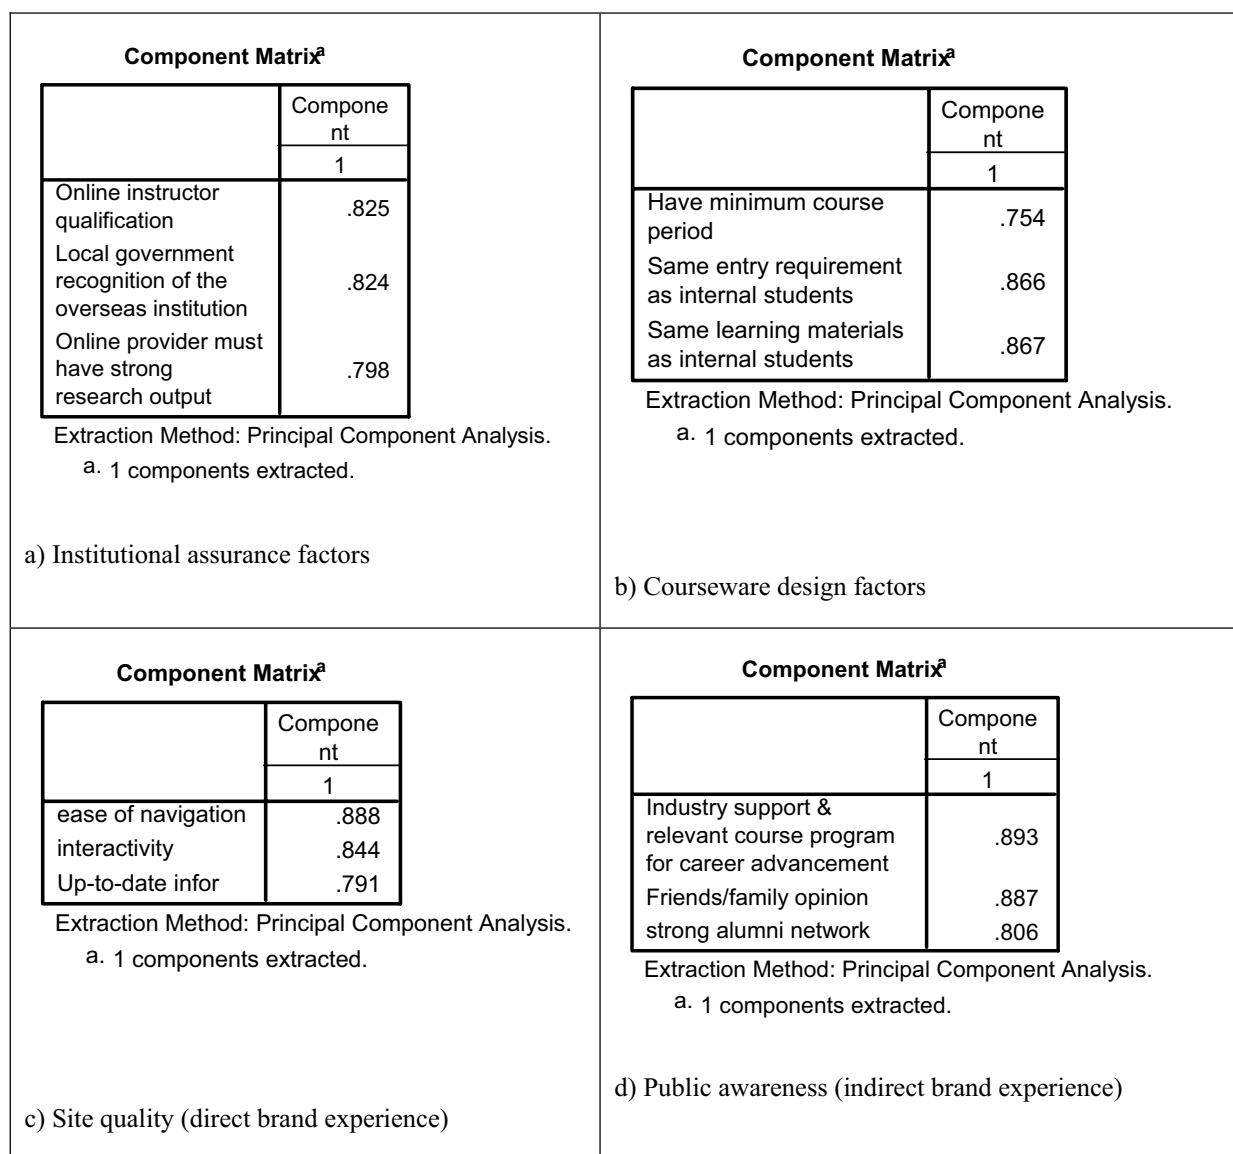 Component Matrixa
Compone
nt
1
Online instructor
qualification
.825
Local government
recognition of the
overseas institution
.824
Online provider must
have strong
research output
.798
Extraction Method: Principal Component Analysis.
a. 1 components extracted.
a) Institutional assurance factors
Component Matrixa
Compone
nt
1
Have minimum course
period
.754
Same entry requirement
as internal students
.866
Same learning materials
as internal students
.867
Extraction Method: Principal Component Analysis.
a. 1 components extracted.
b) Courseware design factors
Component Matrixa
Compone
nt
1
ease of navigation .888
interactivity .844
Up-to-date infor .791
Extraction Method: Principal Component Analysis.
a. 1 components extracted.
c) Site quality (direct brand experience)
Component Matrixa
Compone
nt
1
Industry support &
relevant course program
for career advancement
.893
Friends/family opinion .887
strong alumni network .806
Extraction Method: Principal Component Analysis.
a. 1 components extracted.
d) Public awareness (indirect brand experience)